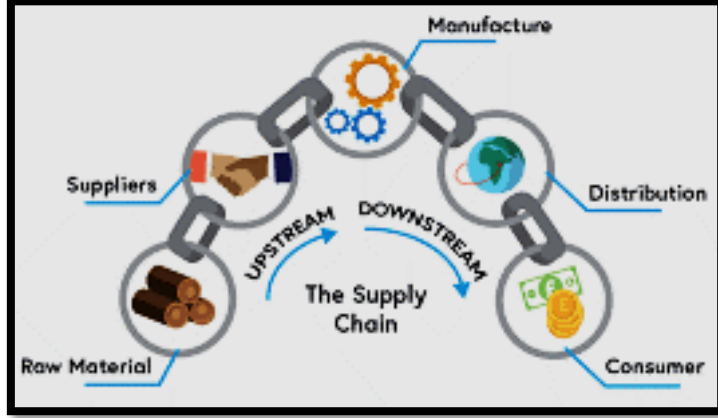 Manufacture
Suppliers
Distribution
UPSTREAM
DOWNSTREAM
The Supply
Chain
Raw Material
Consumer